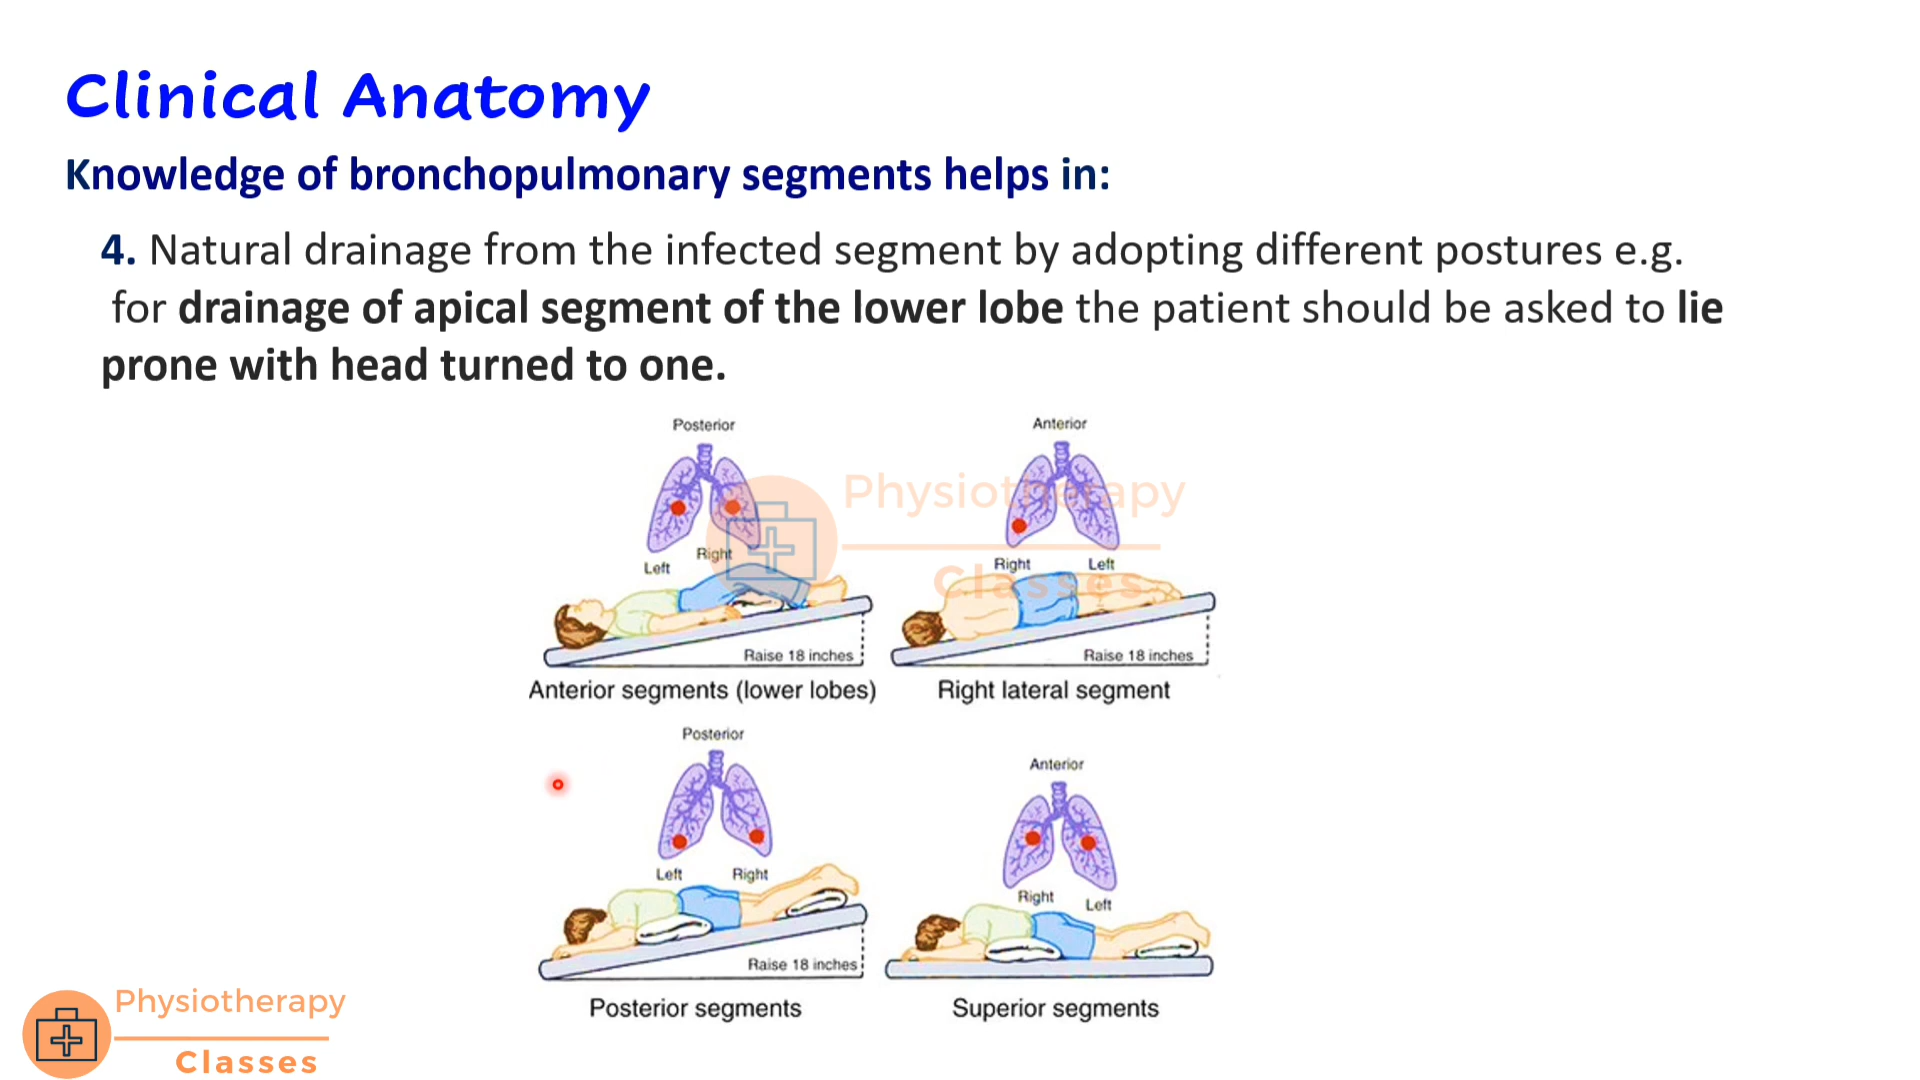 Clinical Anatomy
Knowledge of bronchopulmonary segments helps in:
4. Natural drainage from the infected segment by adopting different postures e.g.
for drainage of apical segment of the lower lobe the patient should be asked to lie
prone with head turned to one.
Posterior
Anterior
Physiotherapy
Classes
Left
Right
Right
Left
Raise 18 inches
Raise 18 inches
Anterior segments (lower lobes)
Right lateral segment
Posterior
Anterior
Left
Right
Right
Left
Raise 18 inches
Posterior segments
Superior segments
Physiotherapy
Classes